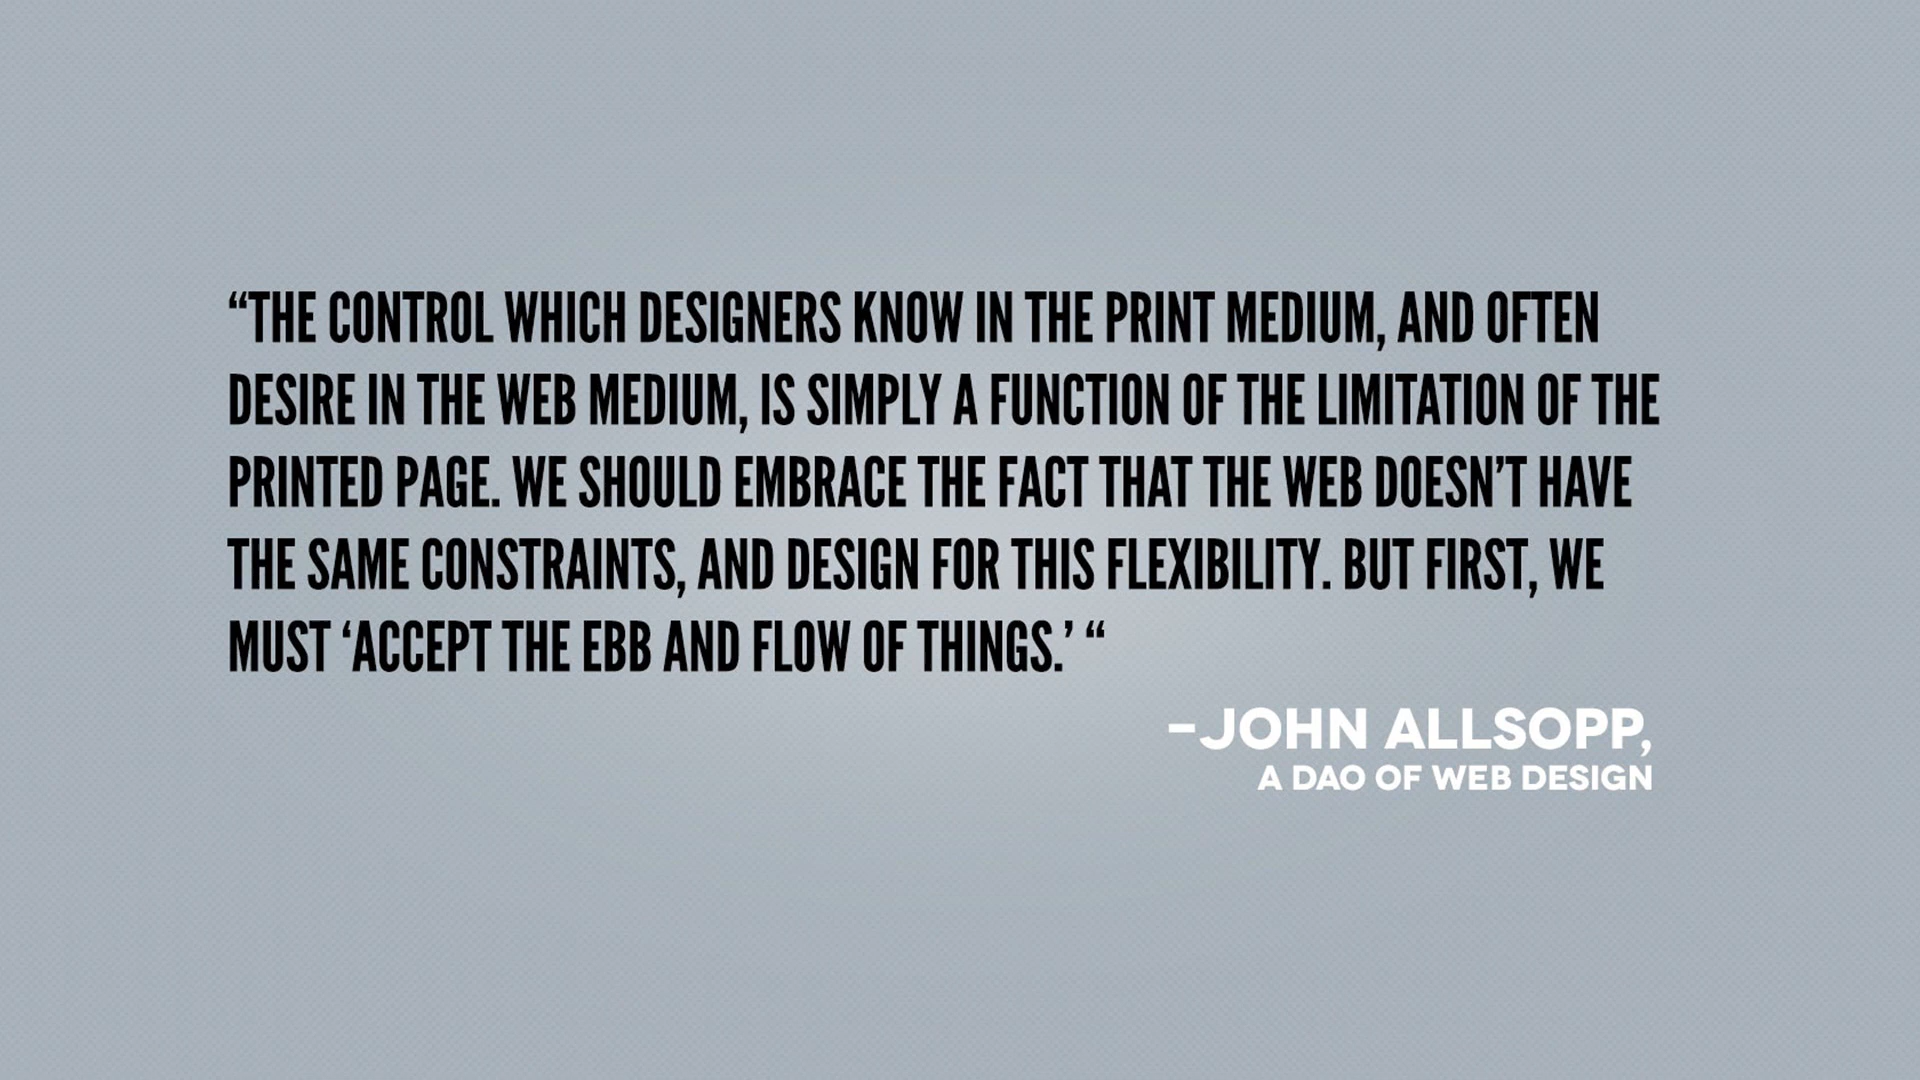 “THE CONTROL WHICH DESIGNERS KNOW IN THE PRINT MEDIUM, AND OFTEN
DESIRE IN THE WEB MEDIUM, IS SIMPLY A FUNCTION OF THE LIMITATION OF THE
PRINTED PAGE. WE SHOULD EMBRACE THE FACT THAT THE WEB DOESN’T HAVE
THE SAME CONSTRAINTS, AND DESIGN FOR THIS FLEXIBILITY. BUT FIRST, WE
MUST ‘ACCEPT THE EBB AND FLOW OF THINGS.’ “
–JOHN ALLSOPP,
A DAO OF WEB DESIGN